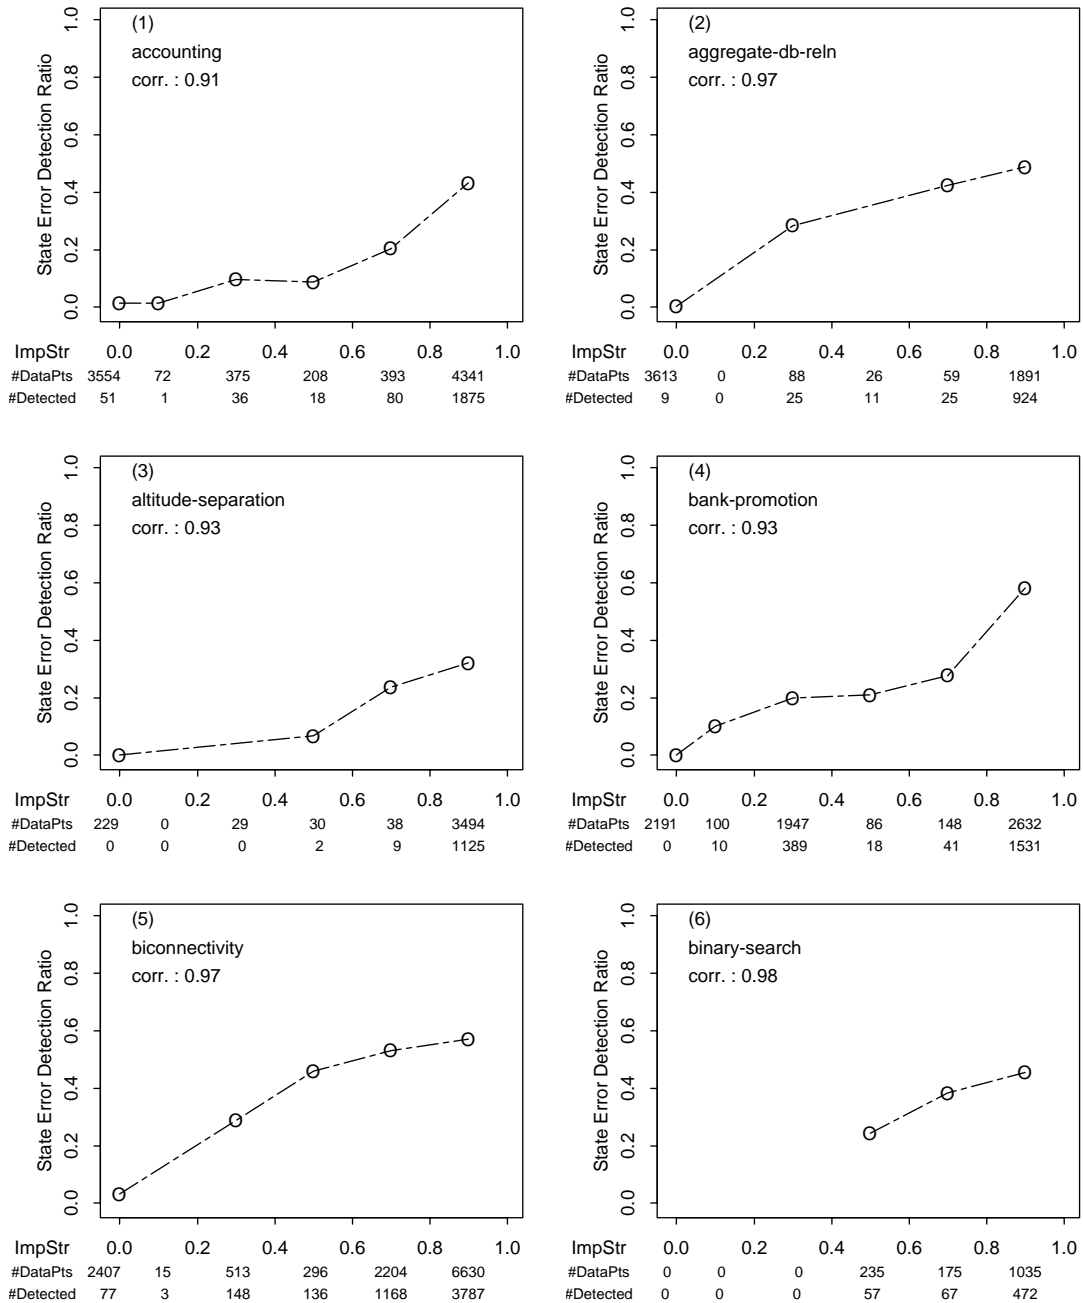 (1)
accounting
corr. : 0.91
State Error Detection Ratio
0.0 0.2 0.4 0.6 0.8 1.0
ImpStr 0.0 0.2 0.4 0.6 0.8 1.0
#DataPts 3554 72 375 208 393 4341
#Detected 51 1 36 18 80 1875
(2)
aggregate-db-reln
corr. : 0.97
State Error Detection Ratio
0.0 0.2 0.4 0.6 0.8 1.0
ImpStr 0.0 0.2 0.4 0.6 0.8 1.0
#DataPts 3613 0 88 26 59 1891
#Detected 9 0 25 11 25 924
(3)
altitude-separation
corr. : 0.93
State Error Detection Ratio
0.0 0.2 0.4 0.6 0.8 1.0
ImpStr 0.0 0.2 0.4 0.6 0.8 1.0
#DataPts 229 0 29 30 38 3494
#Detected 0 0 0 2 9 1125
(4)
bank-promotion
corr. : 0.93
State Error Detection Ratio
0.0 0.2 0.4 0.6 0.8 1.0
ImpStr 0.0 0.2 0.4 0.6 0.8 1.0
#DataPts 2191 100 1947 86 148 2632
#Detected 0 10 389 18 41 1531
(5)
biconnectivity
corr. : 0.97
State Error Detection Ratio
0.0 0.2 0.4 0.6 0.8 1.0
ImpStr 0.0 0.2 0.4 0.6 0.8 1.0
#DataPts 2407 15 513 296 2204 6630
#Detected 77 3 148 136 1168 3787
(6)
binary-search
corr. : 0.98
State Error Detection Ratio
0.0 0.2 0.4 0.6 0.8 1.0
ImpStr 0.0 0.2 0.4 0.6 0.8 1.0
#DataPts 0 0 0 235 175 1035
#Detected 0 0 0 57 67 472